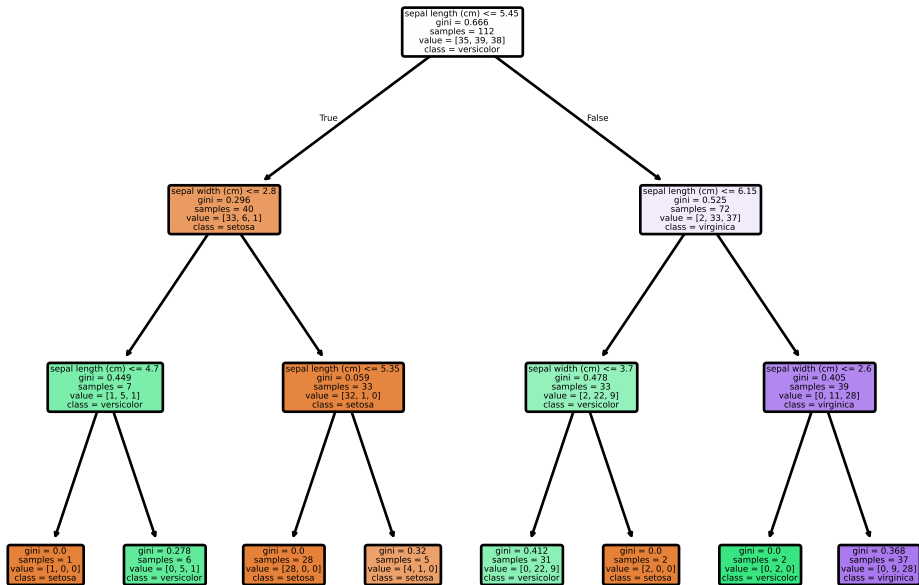 sepal length (cm) <= 5.45
gini = 0.666
samples = 112
value = [35, 39, 38]
class = versicolor
True
False
sepal width (cm) <= 2.8
gini = 0.296
samples = 40
value = [33, 6, 1]
class = setosa
sepal length (cm) <= 6.15
gini = 0.525
samples = 72
value = [2, 33, 37]
class = virginica
sepal length (cm) <= 4.7
gini = 0.449
samples = 7
value = [1, 5, 1]
class = versicolor
sepal length (cm) <= 5.35
gini = 0.059
samples = 33
value = [32, 1, 0]
class = setosa
sepal width (cm) <= 3.7
gini = 0.478
samples = 33
value = [2, 22, 9]
class = versicolor
sepal width (cm) <= 2.6
gini = 0.405
samples = 39
value = [0, 11, 28]
class = virginica
gini = 0.0
samples = 1
value = [1, 0, 0]
class = setosa
gini = 0.278
samples = 6
value = [0, 5, 1]
class = versicolor
gini = 0.0
samples = 28
value = [28, 0, 0]
class = setosa
gini = 0.32
samples = 5
value = [4, 1, 0]
class = setosa
gini = 0.412
samples = 31
value = [0, 22, 9]
class = versicolor
gini = 0.0
samples = 2
value = [2, 0, 0]
class = setosa
gini = 0.0
samples = 2
value = [0, 2, 0]
class = versicolor
gini = 0.368
samples = 37
value = [0, 9, 28]
class = virginica